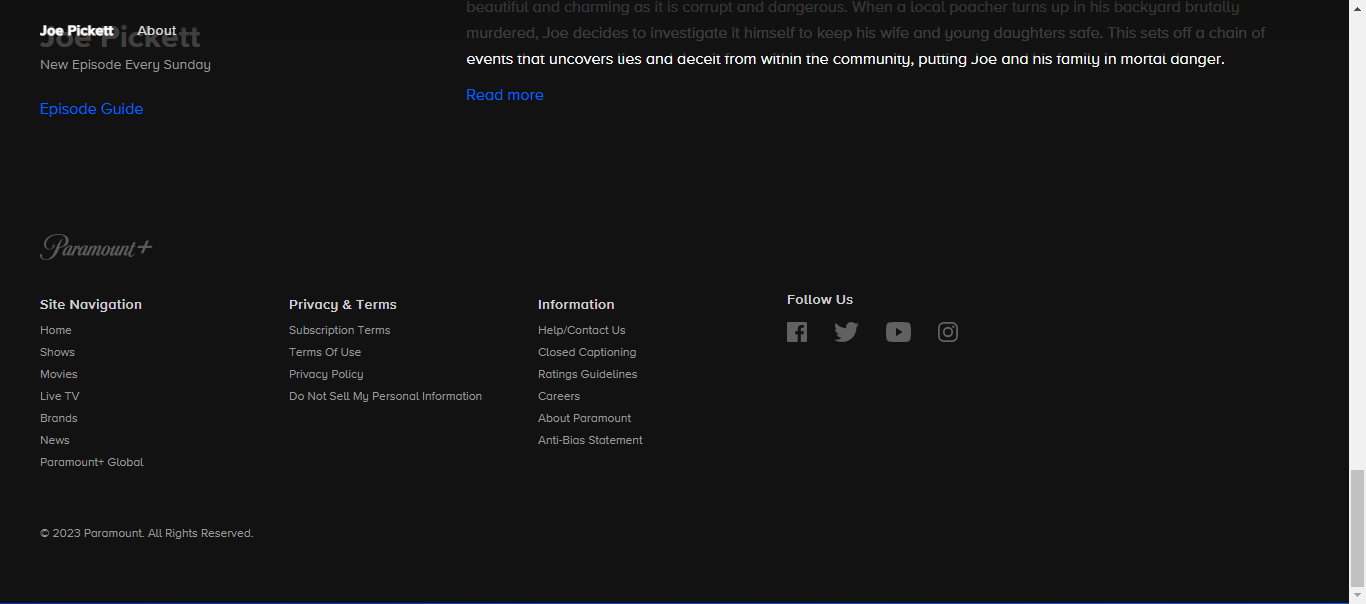 Joe Pickett About
Joe Pickett
New Episode Every Sunday
Episode Guide
beautiful and charming as it is corrupt and dangerous. When a local poacher turns up in his backyard brutally
murdered, Joe decides to investigate it himself to keep his wife and young daughters safe. This sets off a chain of
events that uncovers lies and deceit from within the community, putting Joe and his family in mortal danger.
Read more
Paramount+
Site Navigation
Home
Shows
Movies
Live TV
Brands
News
Paramount+ Global
Privacy & Terms
Subscription Terms
Terms Of Use
Privacy Policy
Do Not Sell My Personal Information
Information
Help/Contact Us
Closed Captioning
Ratings Guidelines
Careers
About Paramount
Anti-Bias Statement
Follow Us
© 2023 Paramount. All Rights Reserved.